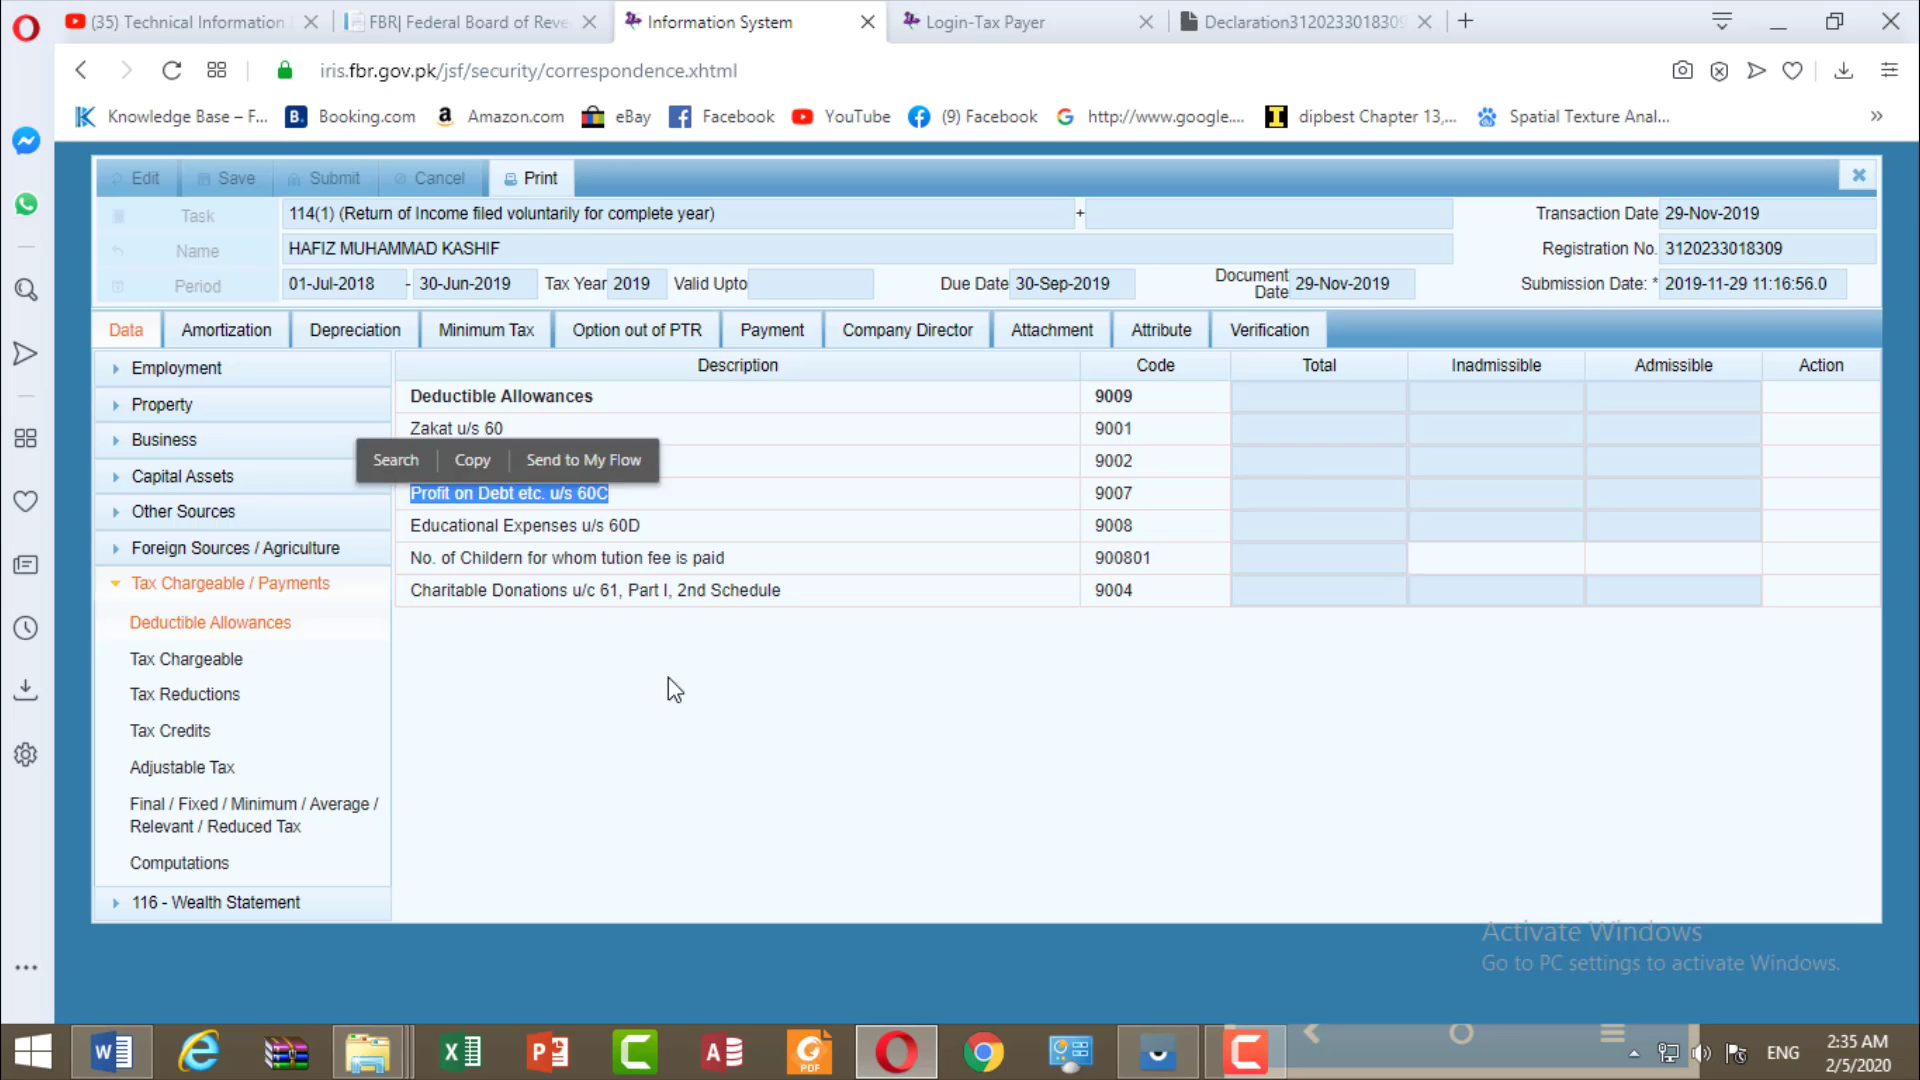 (35) Technical Information
FBR| Federal Board of Reve
Information System
Login-Tax Payer
Declaration3120233018309
iris.fbr.gov.pk/jsf/security/correspondence.xhtml
Knowledge Base – F...
Booking.com
Amazon.com
eBay
Facebook
YouTube
(9) Facebook
http://www.google....
dipbest Chapter 13,...
Spatial Texture Anal...
Edit
Save
Submit
Cancel
Print
Task
114(1) (Return of Income filed voluntarily for complete year)
+
Transaction Date 29-Nov-2019
Name
HAFIZ MUHAMMAD KASHIF
Registration No. 3120233018309
Period
01-Jul-2018 - 30-Jun-2019
Tax Year 2019
Valid Upto
Due Date 30-Sep-2019
Document Date 29-Nov-2019
Submission Date: * 2019-11-29 11:16:56.0
Data
Amortization
Depreciation
Minimum Tax
Option out of PTR
Payment
Company Director
Attachment
Attribute
Verification
Employment
Property
Business
Capital Assets
Other Sources
Foreign Sources / Agriculture
Tax Chargeable / Payments
Deductible Allowances
Tax Chargeable
Tax Reductions
Tax Credits
Adjustable Tax
Final / Fixed / Minimum / Average /
Relevant / Reduced Tax
Computations
116 - Wealth Statement
Description Code Total Inadmissible Admissible Action
Deductible Allowances 9009
Zakat u/s 60 9001
9002
Search Copy Send to My Flow
Profit on Debt etc. u/s 60C 9007
Educational Expenses u/s 60D 9008
No. of Childern for whom tution fee is paid 900801
Charitable Donations u/c 61, Part I, 2nd Schedule 9004
Activate Windows
Go to PC settings to activate Windows.
PDF
ENG
2:35 AM
2/5/2020